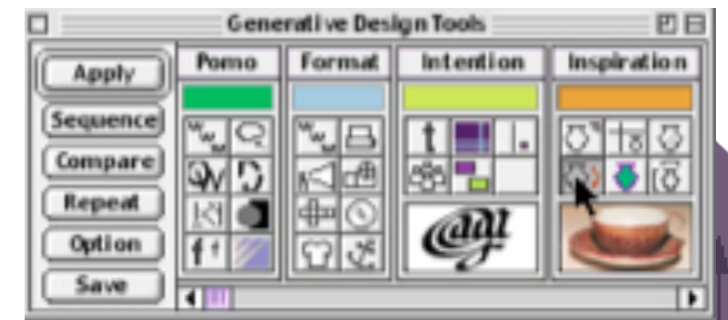 Generative Design Tools
Apply
Sequence
Compare
Repeat
Option
Save
Pomo
Format
Intention
Inspiration